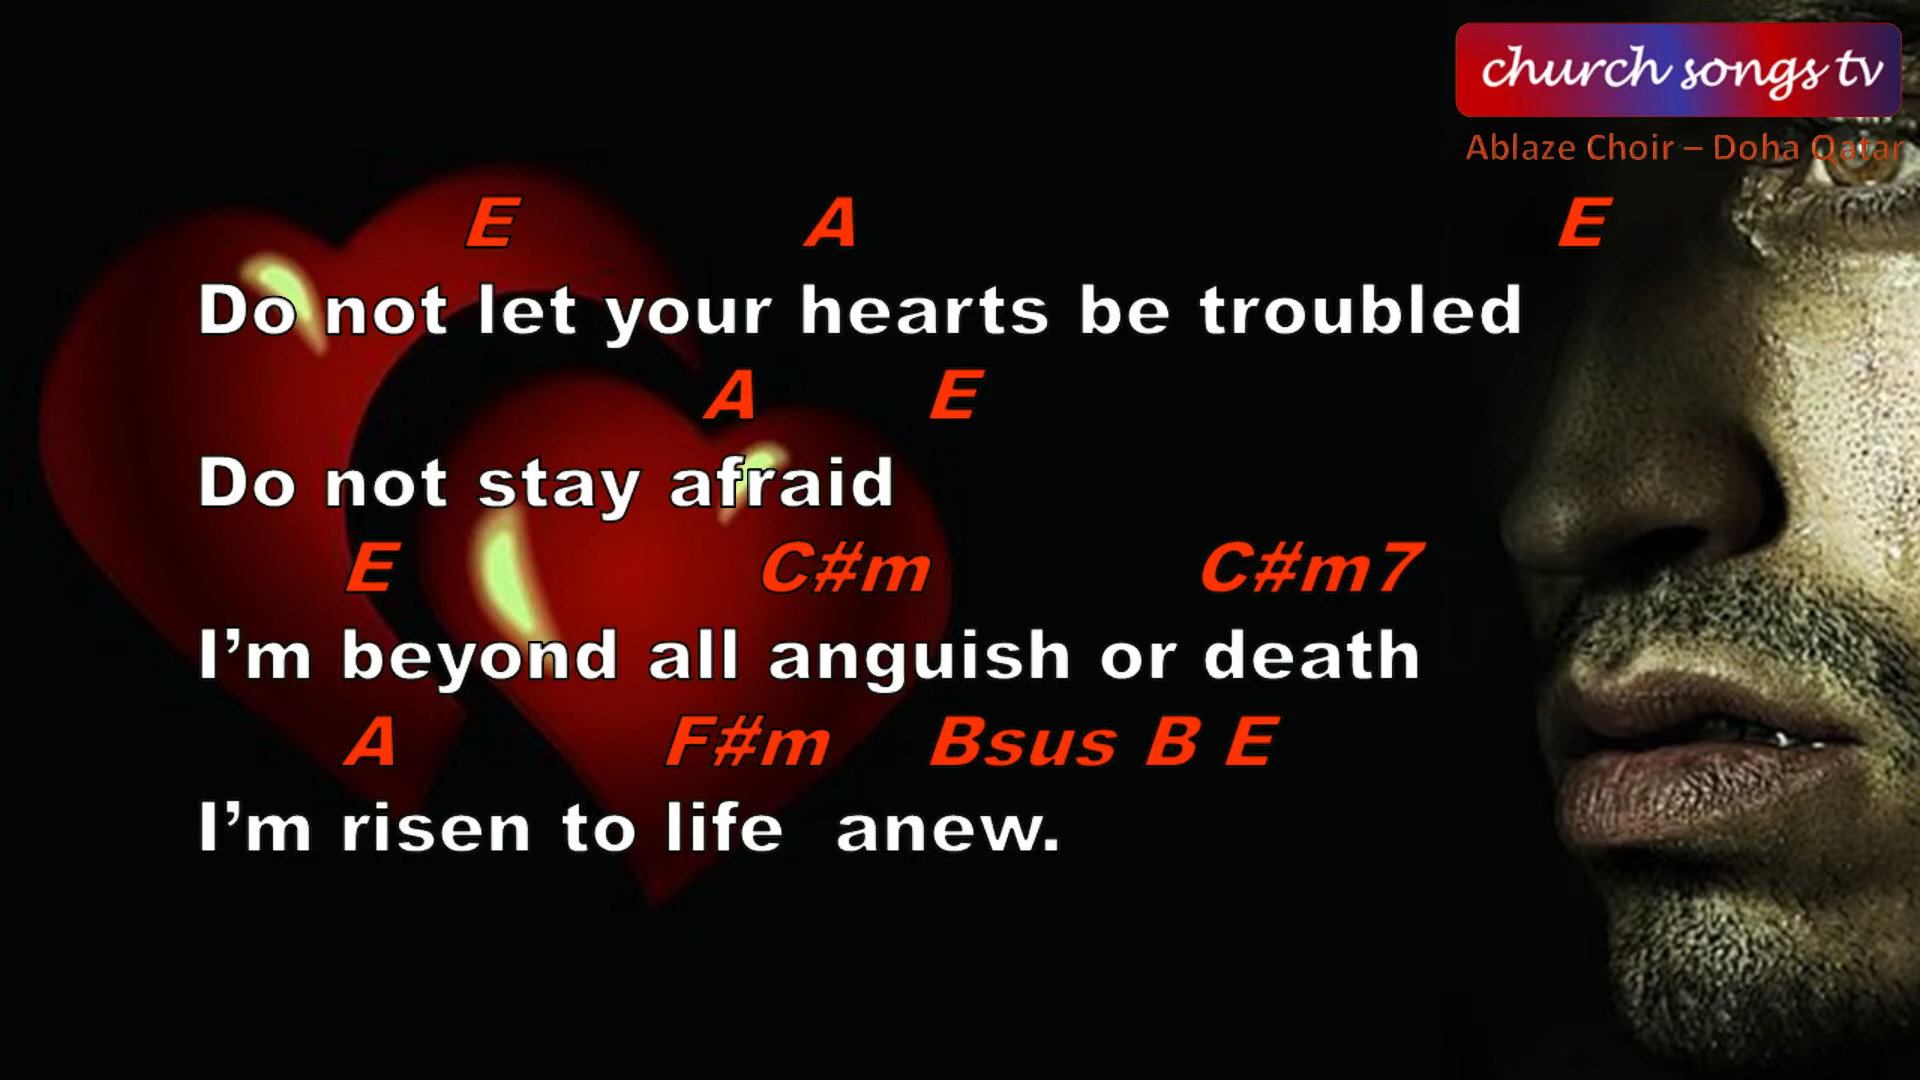 church songs tv
Ablaze Choir – Doha Qatar
E A E
Do not let your hearts be troubled
A E
Do not stay afraid
E C#m C#m7
I’m beyond all anguish or death
A F#m Bsus B E
I’m risen to life anew.